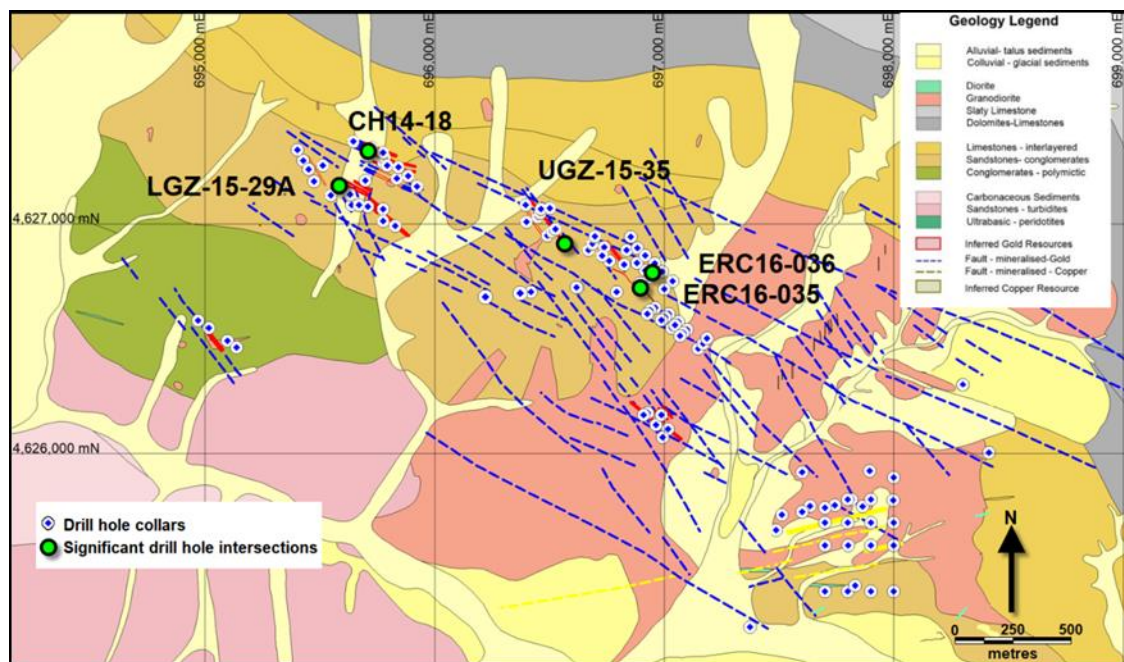 695,000 mE
696,000 mE
697,000 mE
698,000 mE
699,000 mE
Geology Legend
Alluvial- talus sediments
Colluvial - glacial sediments
Diorite
Granodiorite
Slaty Limestone
Dolomites-Limestones
Limestones - interlayered
Sandstones- conglomerates
Conglomerates - polymictic
Carbonaceous Sediments
Sandstones - turbidites
Ultrabasic - peridotites
Inferred Gold Resources
Fault - mineralised-Gold
Fault - mineralised - Copper
Inferred Copper Resource
CH14-18
LGZ-15-29A
UGZ-15-35
4,627,000 mN
ERC16-036
ERC16-035
4,626,000 mN
Drill hole collars
Significant drill hole intersections
N
0 250 500
metres